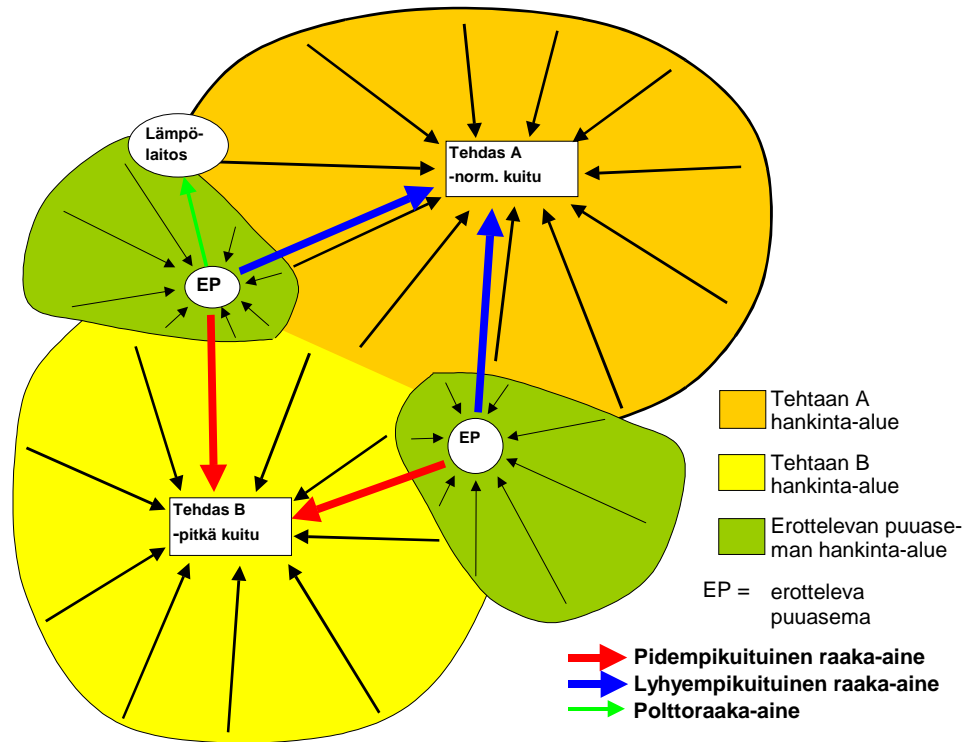 Lämpö-
laitos
Tehdas A
-norm. kuitu
EP
EP
Tehdas B
-pitkä kuitu
Tehtaan A
hankinta-alue
Tehtaan B
hankinta-alue
Erottelevan puuase-
man hankinta-alue
EP = erotteleva
puuasema
Pidempikuituinen raaka-aine
Lyhyempikuituinen raaka-aine
Polttoraaka-aine